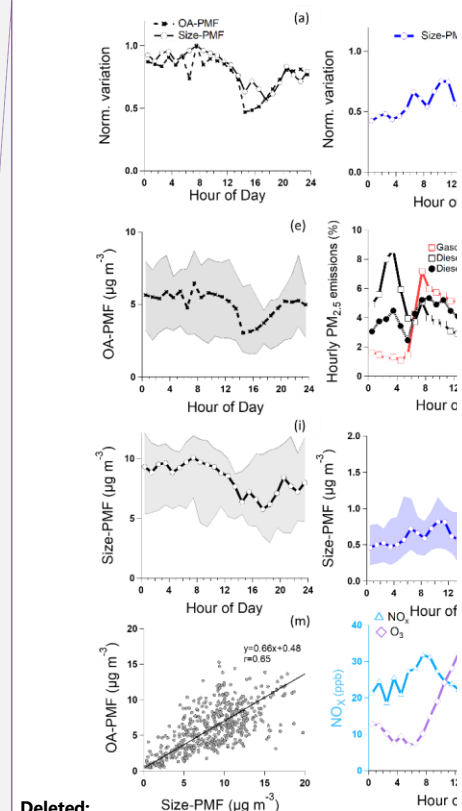 (a)
OA-PMF
Size-PMF
Norm. variation
1.0
0.5
0.0
0 4 8 12 16 20 24
Hour of Day
Size-PM
Norm. variation
1.0
0.5
0.0
0 4 8 12
Hour o
(e)
OA-PMF (µg m⁻³)
10
5
0
0 4 8 12 16 20 24
Hour of Day
Hourly PM2.5 emissions (%)
10
8
6
4
2
0
Gaso
Diese
Diese
0 4 8 12
Hour o
(i)
Size-PMF (µg m⁻³)
10
5
0
0 4 8 12 16 20 24
Hour of Day
Size-PMF (µg m⁻³)
2.0
1.5
1.0
0.5
0.0
0 4 8 12
Hour of
(m)
y=0.66x+0.48
r=0.65
OA-PMF (µg m⁻³)
20
15
10
5
0
0 5 10 15 20
Size-PMF (µg m⁻³)
NOx
O3
NOX (ppb)
40
30
20
10
0
0 4 8 12
Hour o
Deleted: